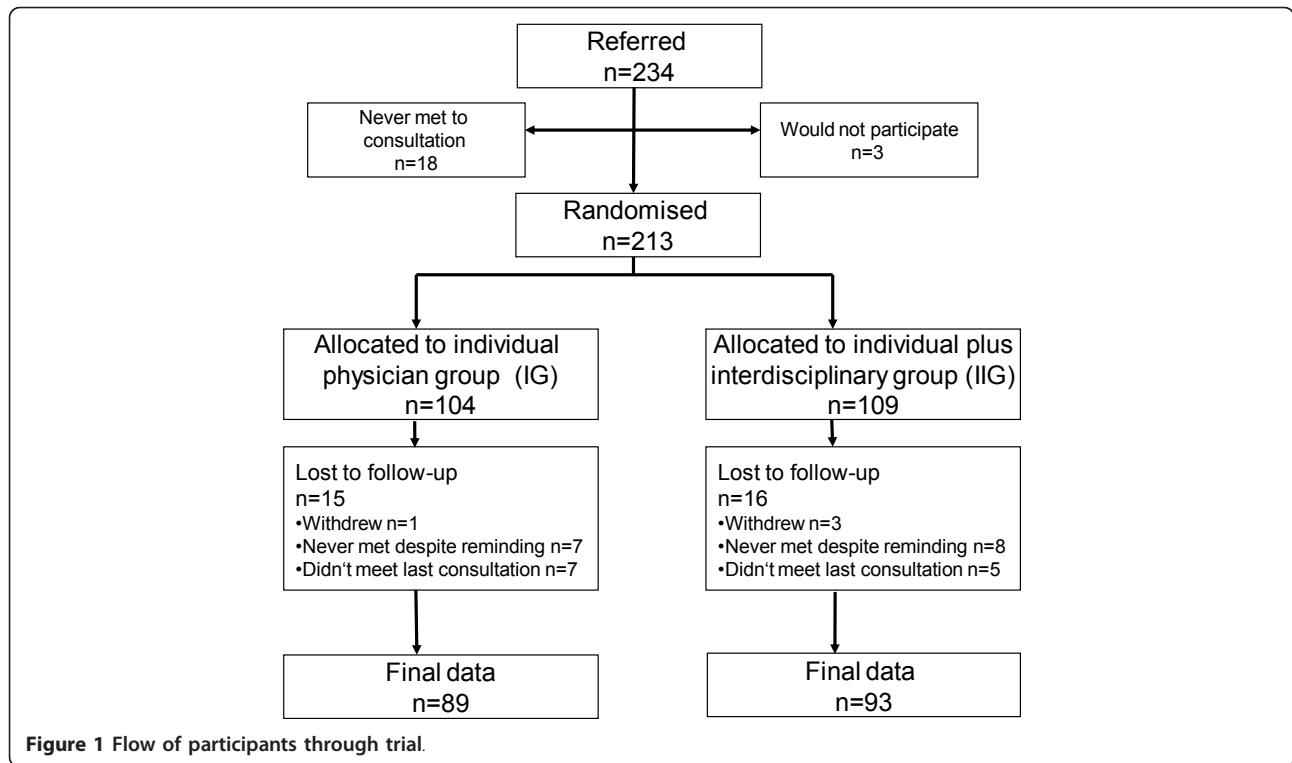 Referred
n=234
Never met to
consultation
n=18
Would not participate
n=3
Randomised
n=213
Allocated to individual
physician group (IG)
n=104
Allocated to individual plus
interdisciplinary group (IIG)
n=109
Lost to follow-up
n=15
•Withdrew n=1
•Never met despite reminding n=7
•Didn‘t meet last consultation n=7
Lost to follow-up
n=16
•Withdrew n=3
•Never met despite reminding n=8
•Didn‘t meet last consultation n=5
Final data
n=89
Final data
n=93
Figure 1 Flow of participants through trial.